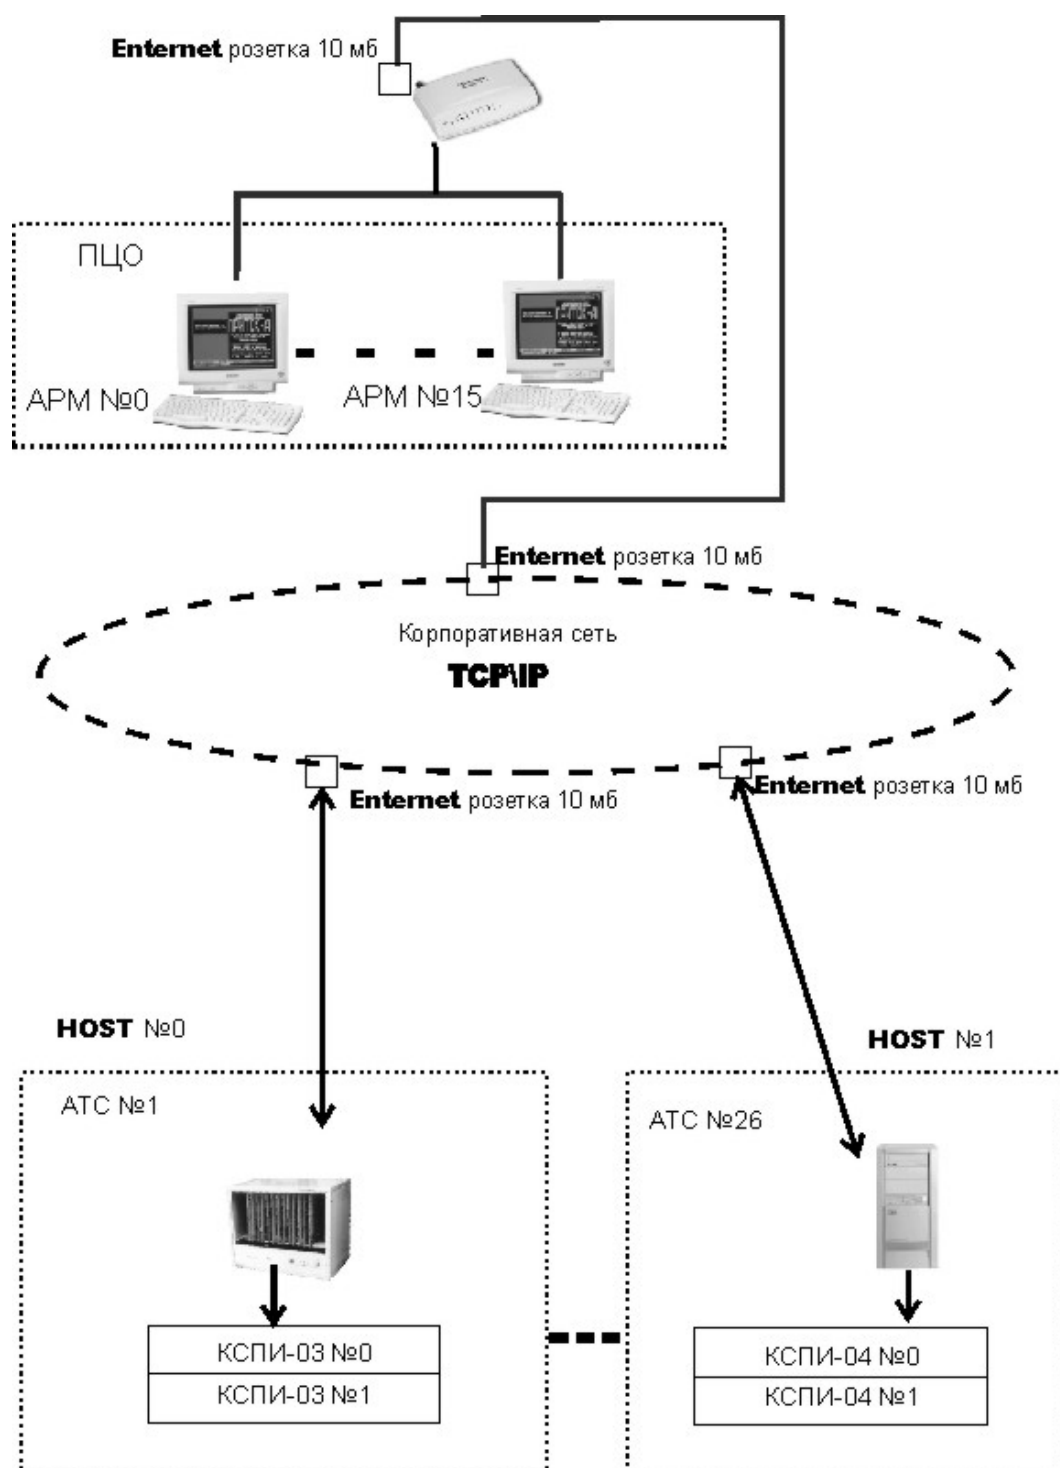 Enternet розетка 10 мб
ПЦО
АРМ №0
АРМ №15
Enternet розетка 10 мб
Корпоративная сеть
TCP\IP
Enternet розетка 10 мб
Enternet розетка 10 мб
HOST №0
HOST №1
АТС №1
АТС №26
КСПИ-03 №0
КСПИ-03 №1
КСПИ-04 №0
КСПИ-04 №1